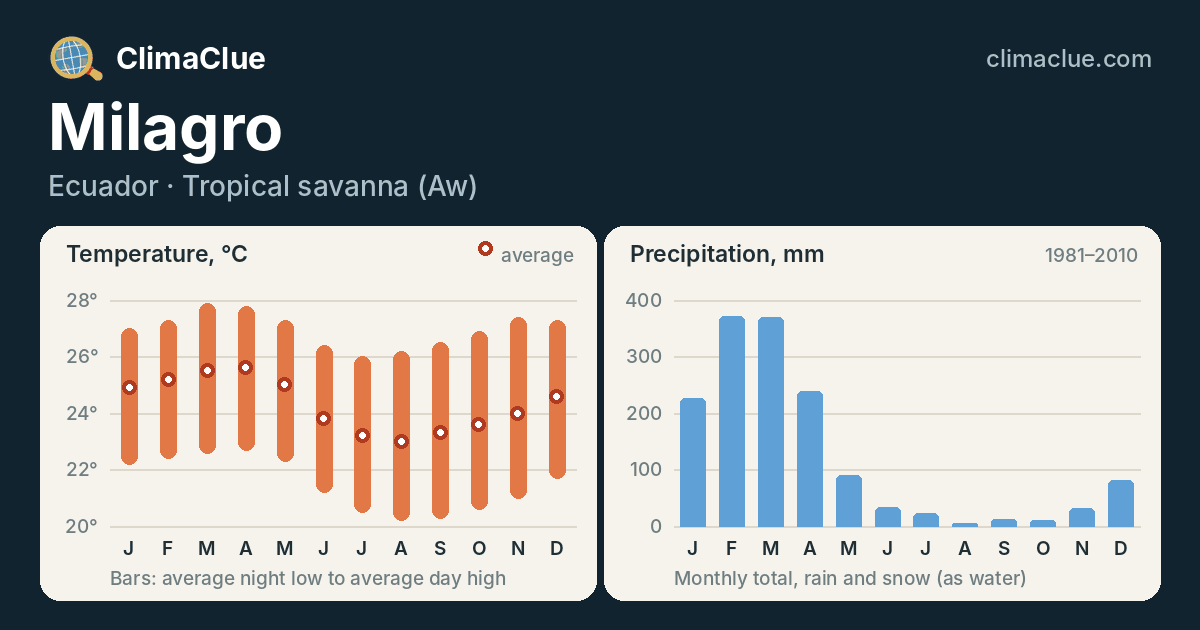 ClimaClue
climaclue.com
Milagro
Ecuador · Tropical savanna (Aw)
Temperature, °C
average
28°
26°
24°
22°
20°
J F M A M J J A S O N D
Bars: average night low to average day high
Precipitation, mm
1981–2010
400
300
200
100
0
J F M A M J J A S O N D
Monthly total, rain and snow (as water)